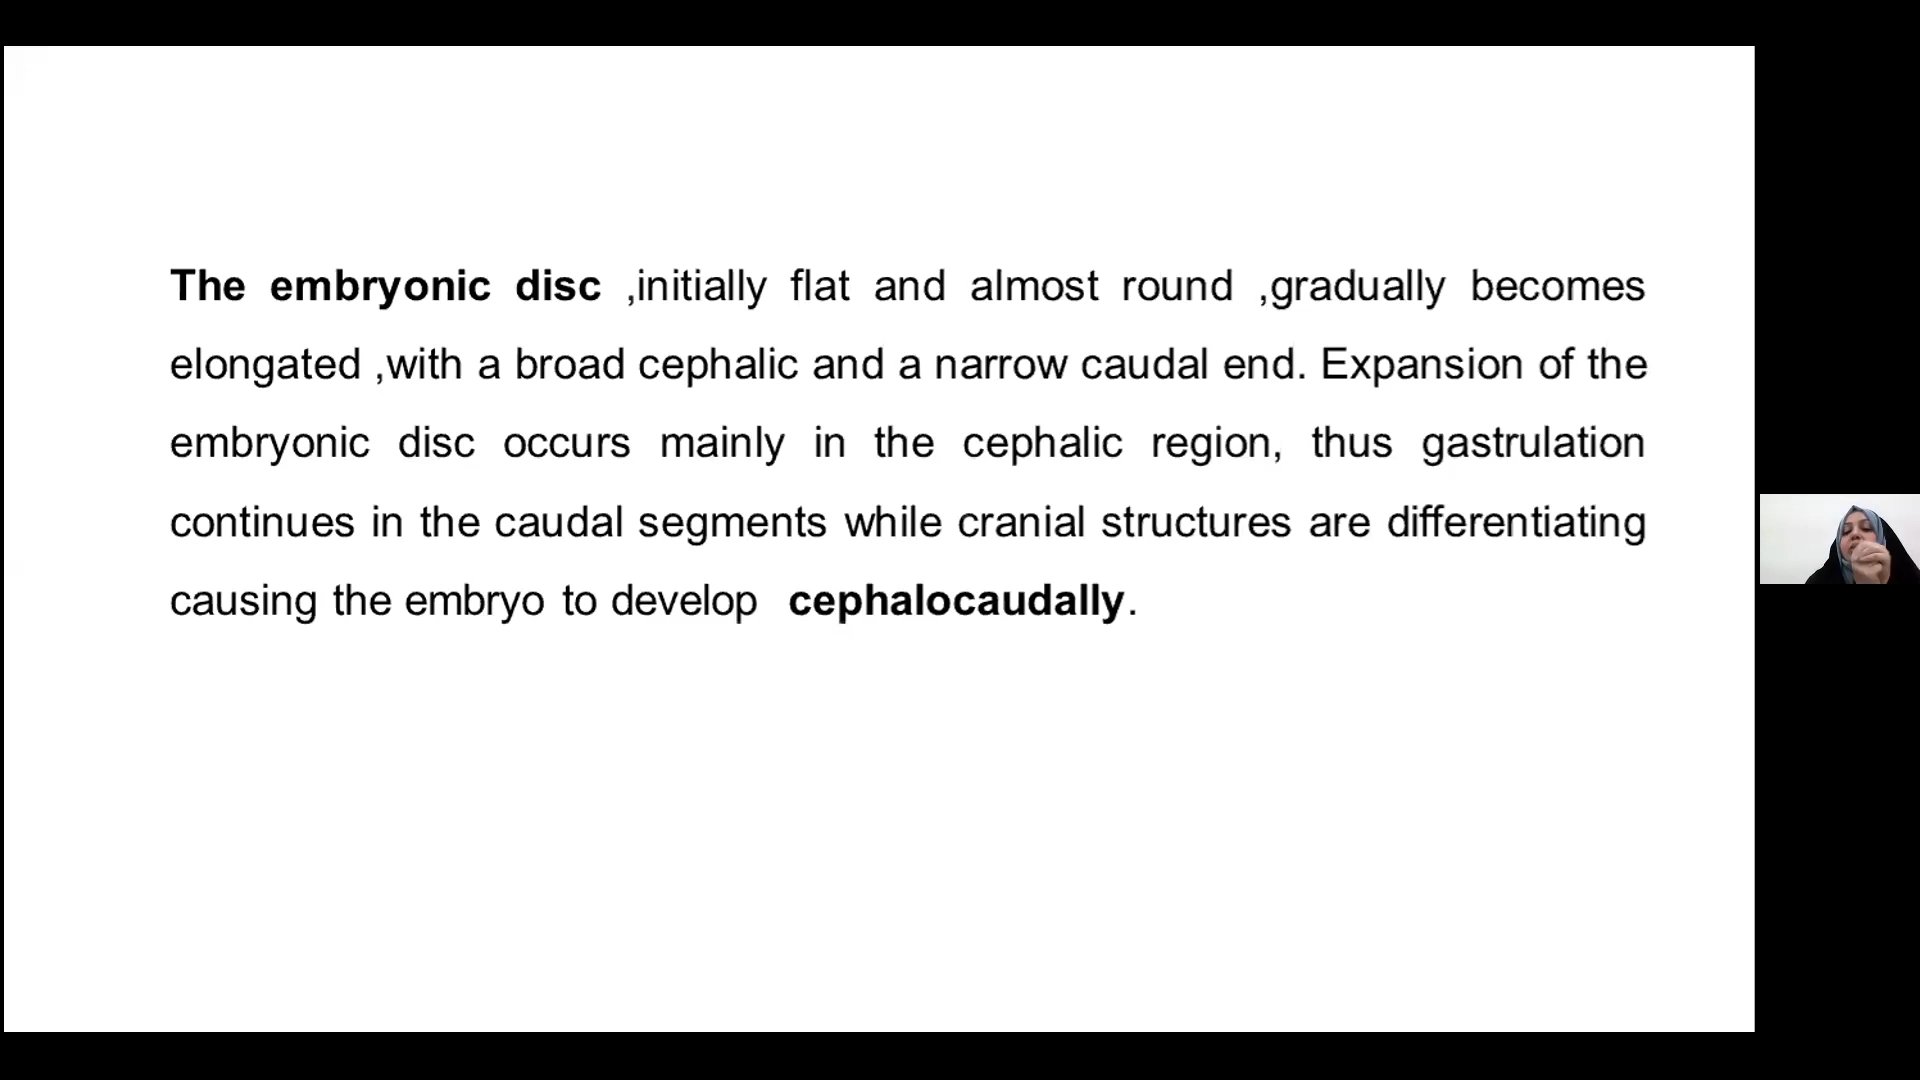 The embryonic disc ,initially flat and almost round ,gradually becomes
elongated ,with a broad cephalic and a narrow caudal end. Expansion of the
embryonic disc occurs mainly in the cephalic region, thus gastrulation
continues in the caudal segments while cranial structures are differentiating
causing the embryo to develop cephalocaudally.